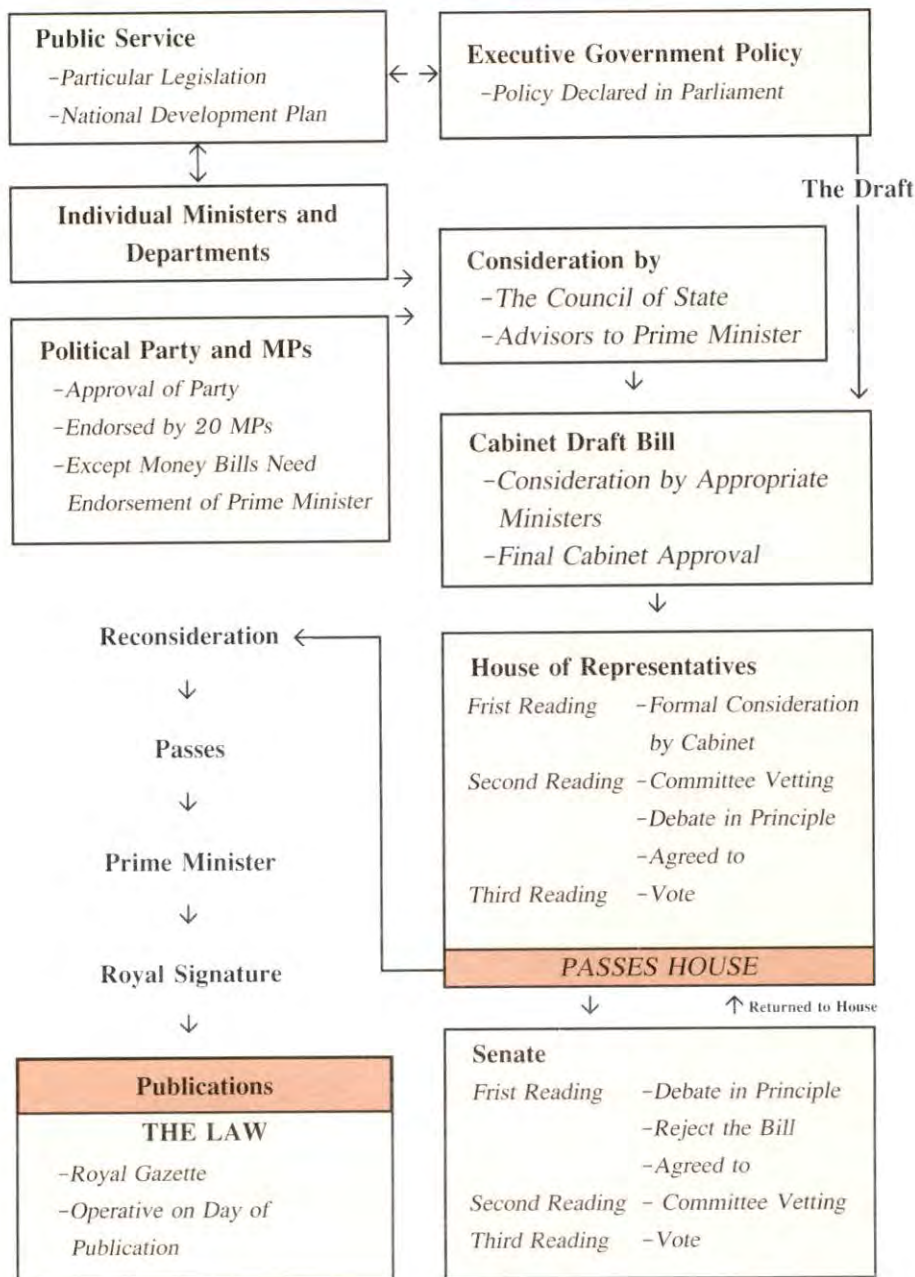 Public Service
-Particular Legislation
-National Development Plan
Executive Government Policy
-Policy Declared in Parliament
The Draft
Individual Ministers and
Departments
Consideration by
-The Council of State
-Advisors to Prime Minister
Political Party and MPs
-Approval of Party
-Endorsed by 20 MPs
-Except Money Bills Need
Endorsement of Prime Minister
Cabinet Draft Bill
-Consideration by Appropriate
Ministers
-Final Cabinet Approval
House of Representatives
Frist Reading -Formal Consideration
by Cabinet
Second Reading -Committee Vetting
-Debate in Principle
-Agreed to
Third Reading -Vote
PASSES HOUSE
Returned to House
Senate
Frist Reading -Debate in Principle
-Reject the Bill
-Agreed to
Second Reading - Committee Vetting
Third Reading -Vote
Reconsideration
Passes
Prime Minister
Royal Signature
Publications
THE LAW
-Royal Gazette
-Operative on Day of
Publication